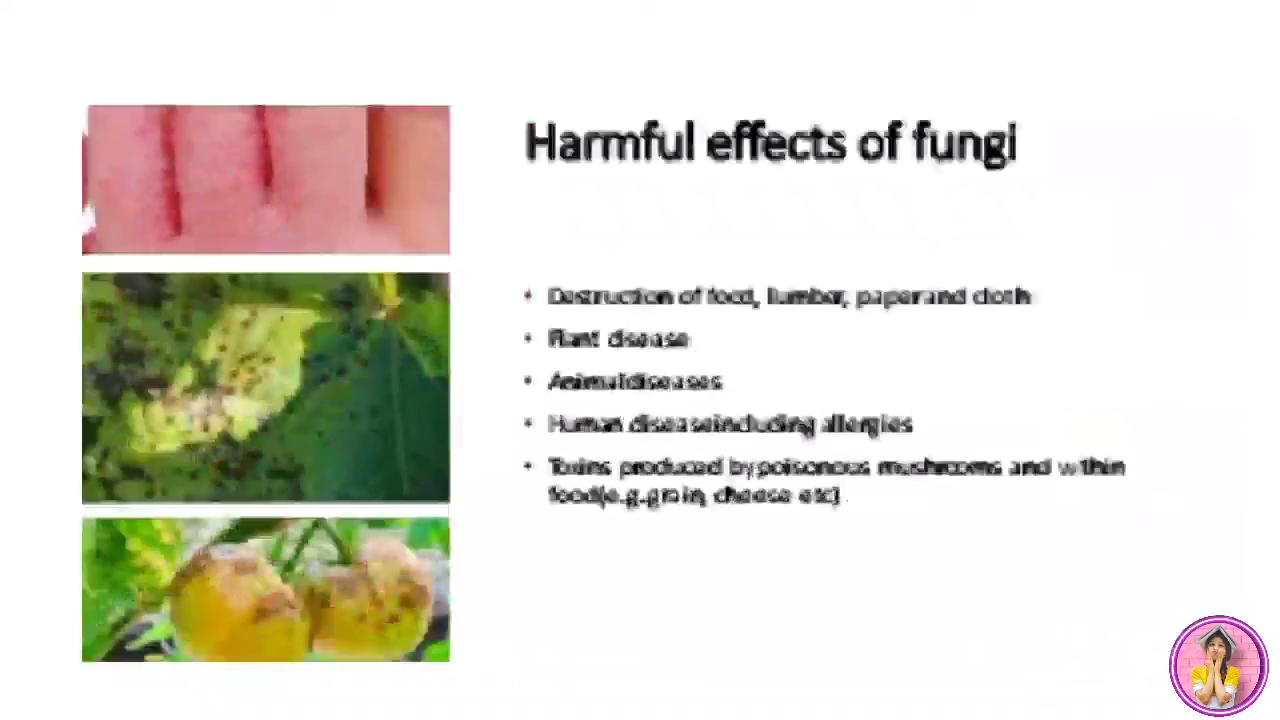 Harmful effects of fungi
• Destruction of food, lumber, paper and cloth
• Plant disease
• Animal diseases
• Human disease including allergies
• Toxins produced by poisonous mushrooms and within
food(e.g.grain, cheese etc)